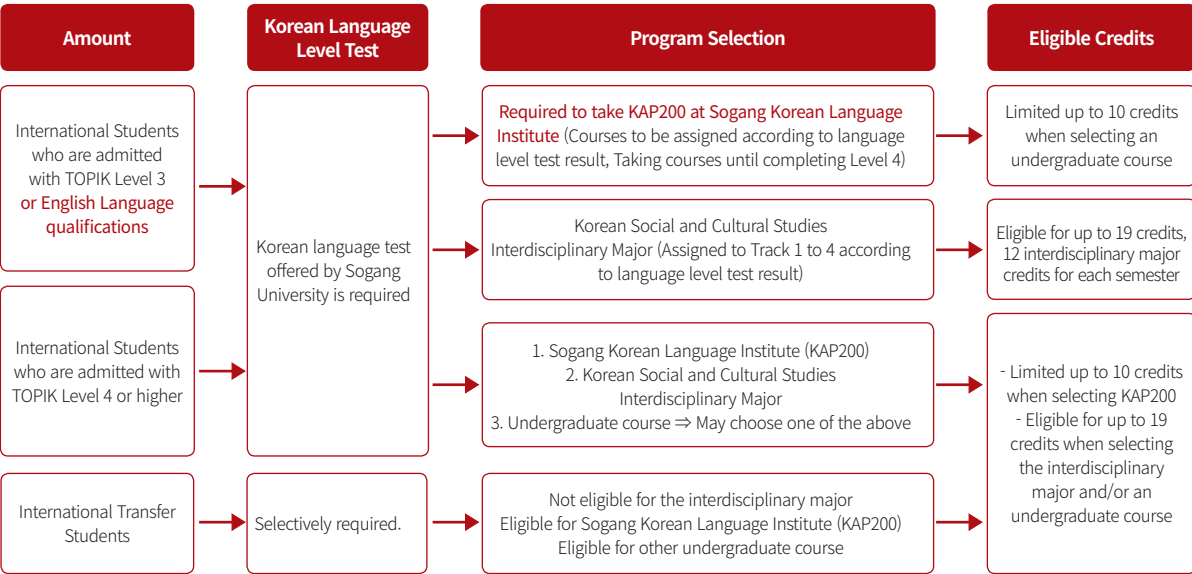 Amount
Korean Language
Level Test
Program Selection
Eligible Credits
International Students
who are admitted
with TOPIK Level 3
or English Language
qualifications
Korean language test
offered by Sogang
University is required
Required to take KAP200 at Sogang Korean Language
Institute (Courses to be assigned according to language
level test result, Taking courses until completing Level 4)
Limited up to 10 credits
when selecting an
undergraduate course
Korean Social and Cultural Studies
Interdisciplinary Major (Assigned to Track 1 to 4 according
to language level test result)
Eligible for up to 19 credits,
12 interdisciplinary major
credits for each semester
International Students
who are admitted with
TOPIK Level 4 or higher
1. Sogang Korean Language Institute (KAP200)
2. Korean Social and Cultural Studies
Interdisciplinary Major
3. Undergraduate course ⇒ May choose one of the above
- Limited up to 10 credits
when selecting KAP200
- Eligible for up to 19
credits when selecting
the interdisciplinary
major and/or an
undergraduate course
International Transfer
Students
Selectively required.
Not eligible for the interdisciplinary major
Eligible for Sogang Korean Language Institute (KAP200)
Eligible for other undergraduate course